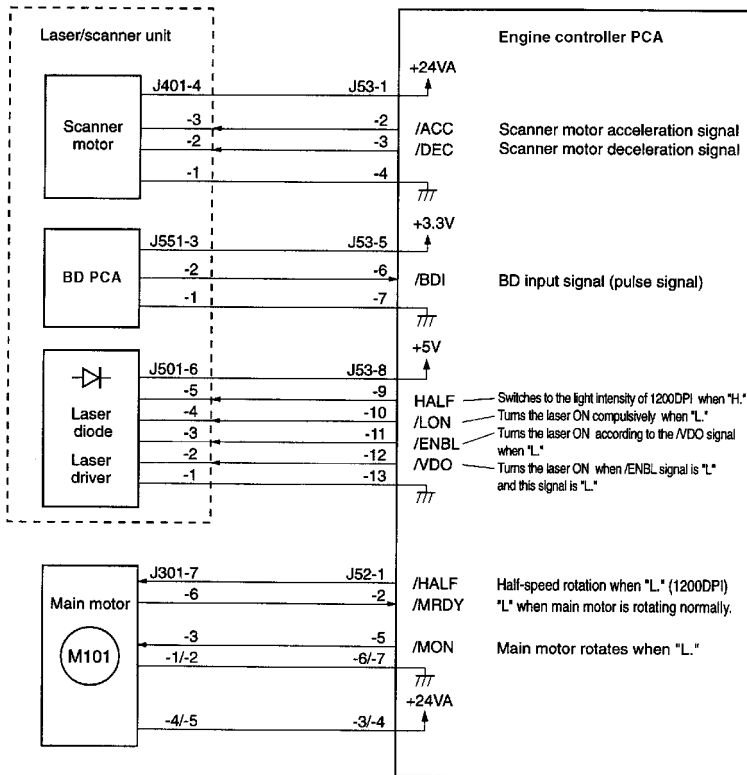 Laser/scanner unit
Engine controller PCA
+24VA
J401-4 J53-1
Scanner
motor
-3 -2 /ACC Scanner motor acceleration signal
-2 -3 /DEC Scanner motor deceleration signal
-1 -4
+3.3V
J551-3 J53-5
BD PCA
-2 -6 /BDI BD input signal (pulse signal)
-1 -7
+5V
J501-6 J53-8
-5 -9 HALF Switches to the light intensity of 1200DPI when "H."
Laser
diode
-4 -10 /LON Turns the laser ON compulsively when "L."
-3 -11 /ENBL Turns the laser ON according to the /VDO signal
when "L."
Laser
driver
-2 -12 /VDO Turns the laser ON when /ENBL signal is "L"
and this signal is "L."
-1 -13
J301-7 J52-1 /HALF Half-speed rotation when "L." (1200DPI)
Main motor
-6 -2 /MRDY "L" when main motor is rotating normally.
M101
-3 -5 /MON Main motor rotates when "L."
-1/-2 -6/-7
+24VA
-4/-5 -3/-4